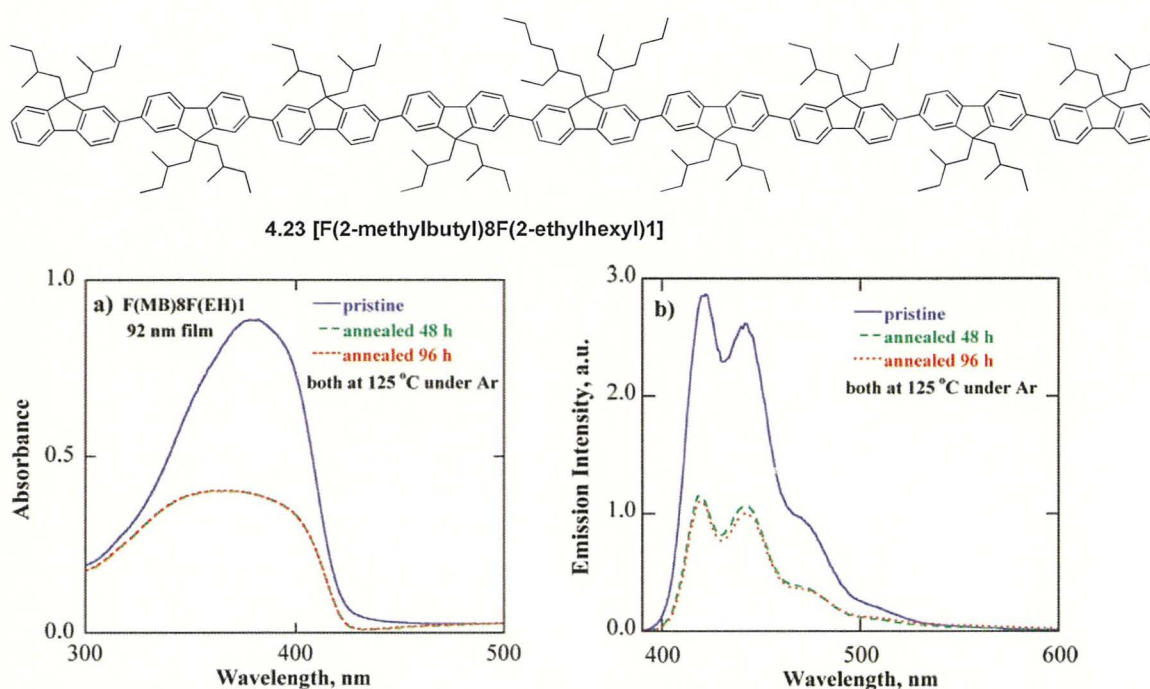 4.23 [F(2-methylbutyl)8F(2-ethylhexyl)1]
a) F(MB)8F(EH)1
92 nm film
pristine
annealed 48 h
annealed 96 h
both at 125 °C under Ar
1.0
0.5
0.0
Absorbance
300
400
500
Wavelength, nm
b)
pristine
annealed 48 h
annealed 96 h
both at 125 °C under Ar
3.0
2.0
1.0
0.0
Emission Intensity, a.u.
400
500
600
Wavelength, nm